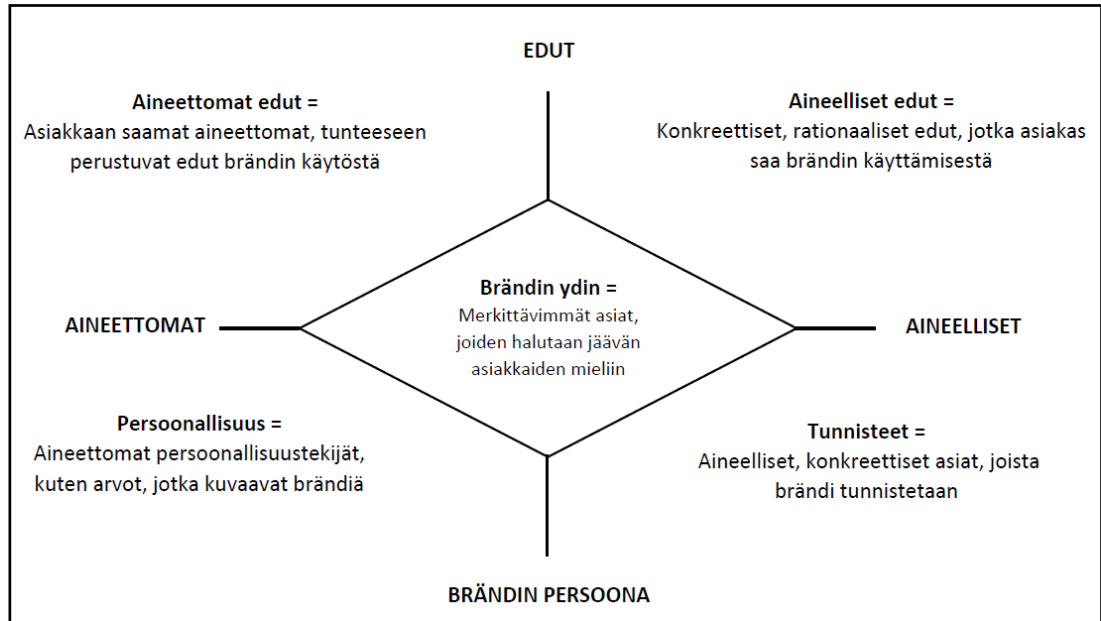 EDUT
Aineettomat edut =
Asiakkaan saamat aineettomat, tunteeseen
perustuvat edut brändin käytöstä
Aineelliset edut =
Konkreettiset, rationaaliset edut, jotka asiakas
saa brändin käyttämisestä
AINEETTOMAT
Brändin ydin =
Merkittävimmät asiat,
joiden halutaan jäävän
asiakkaiden mieliin
AINEELLISET
Persoonallisuus =
Aineettomat persoonallisuustekijät,
kuten arvot, jotka kuvaavat brändiä
Tunnisteet =
Aineelliset, konkreettiset asiat, joista
brändi tunnistetaan
BRÄNDIN PERSOONA